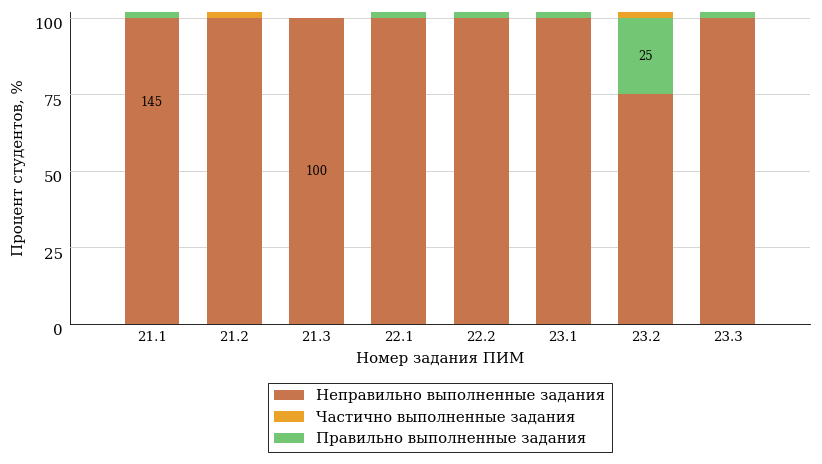 Процент студентов, %
100
75
50
25
0
145
100
25
21.1 21.2 21.3 22.1 22.2 23.1 23.2 23.3
Номер задания ПИМ
Неправильно выполненные задания
Частично выполненные задания
Правильно выполненные задания